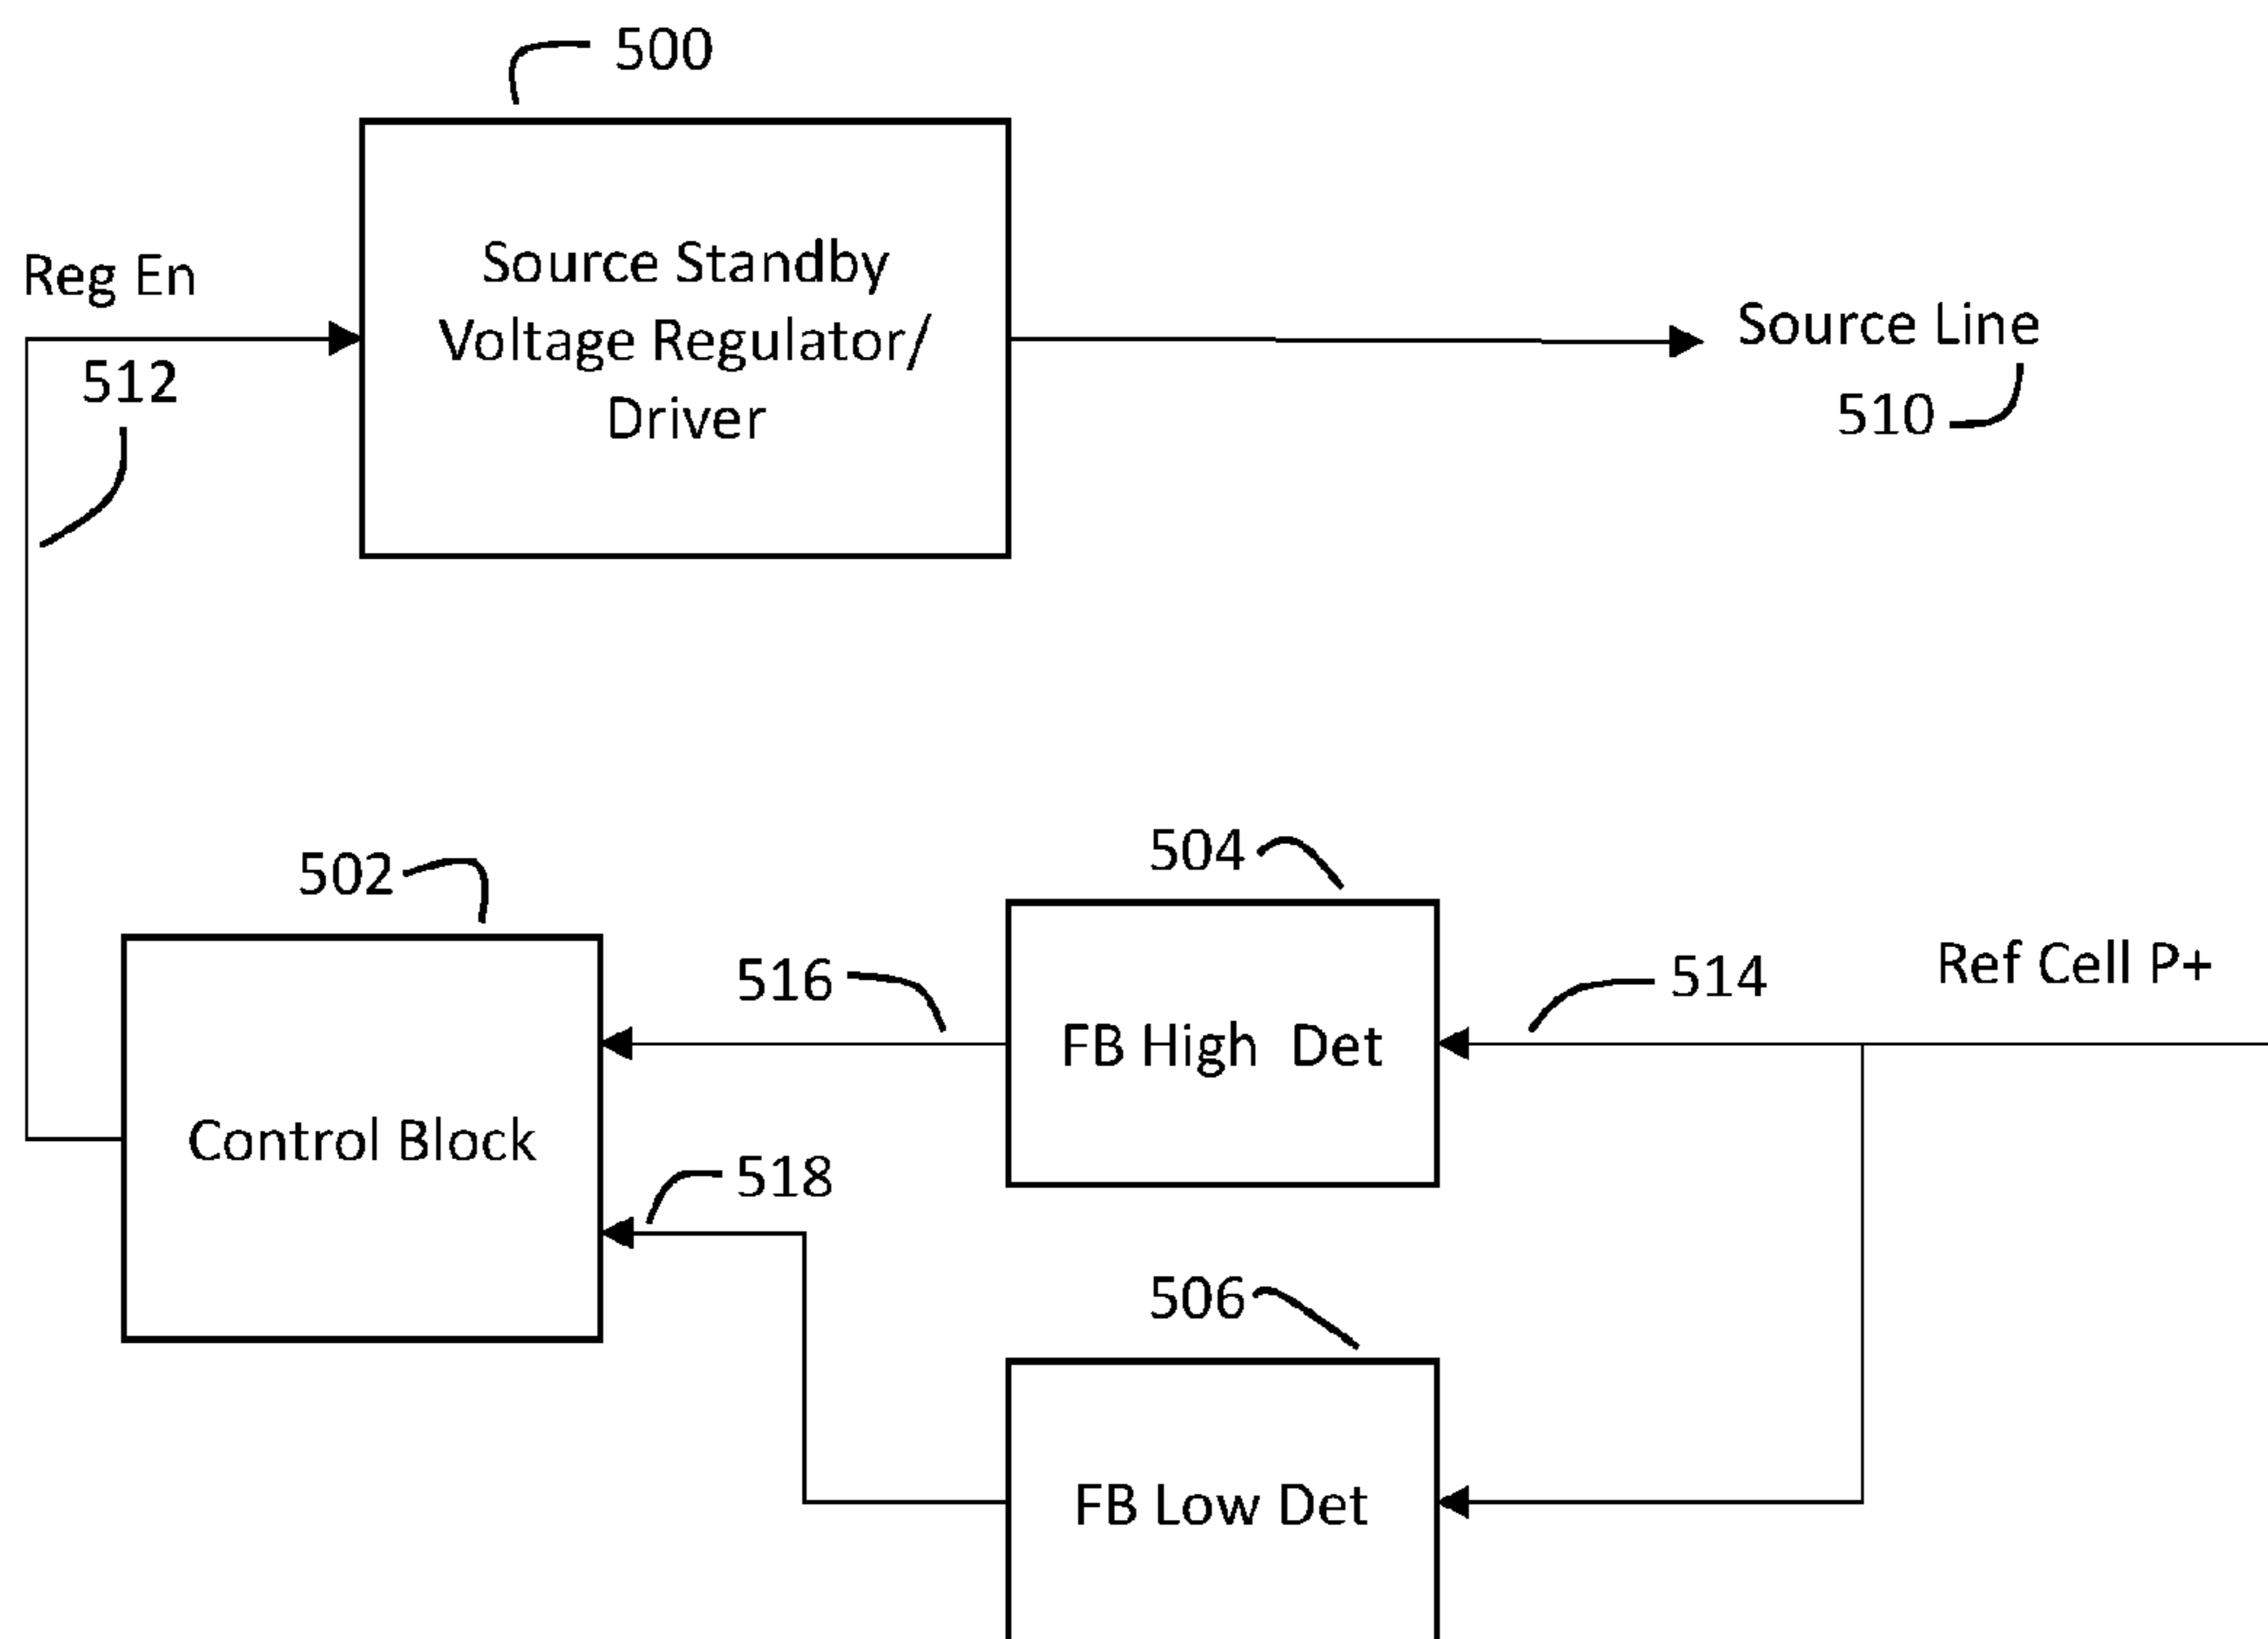 500
Reg En
512
Source Standby
Voltage Regulator/
Driver
Source Line
510
502
504
516
514
Ref Cell P+
FB High Det
Control Block
518
506
FB Low Det